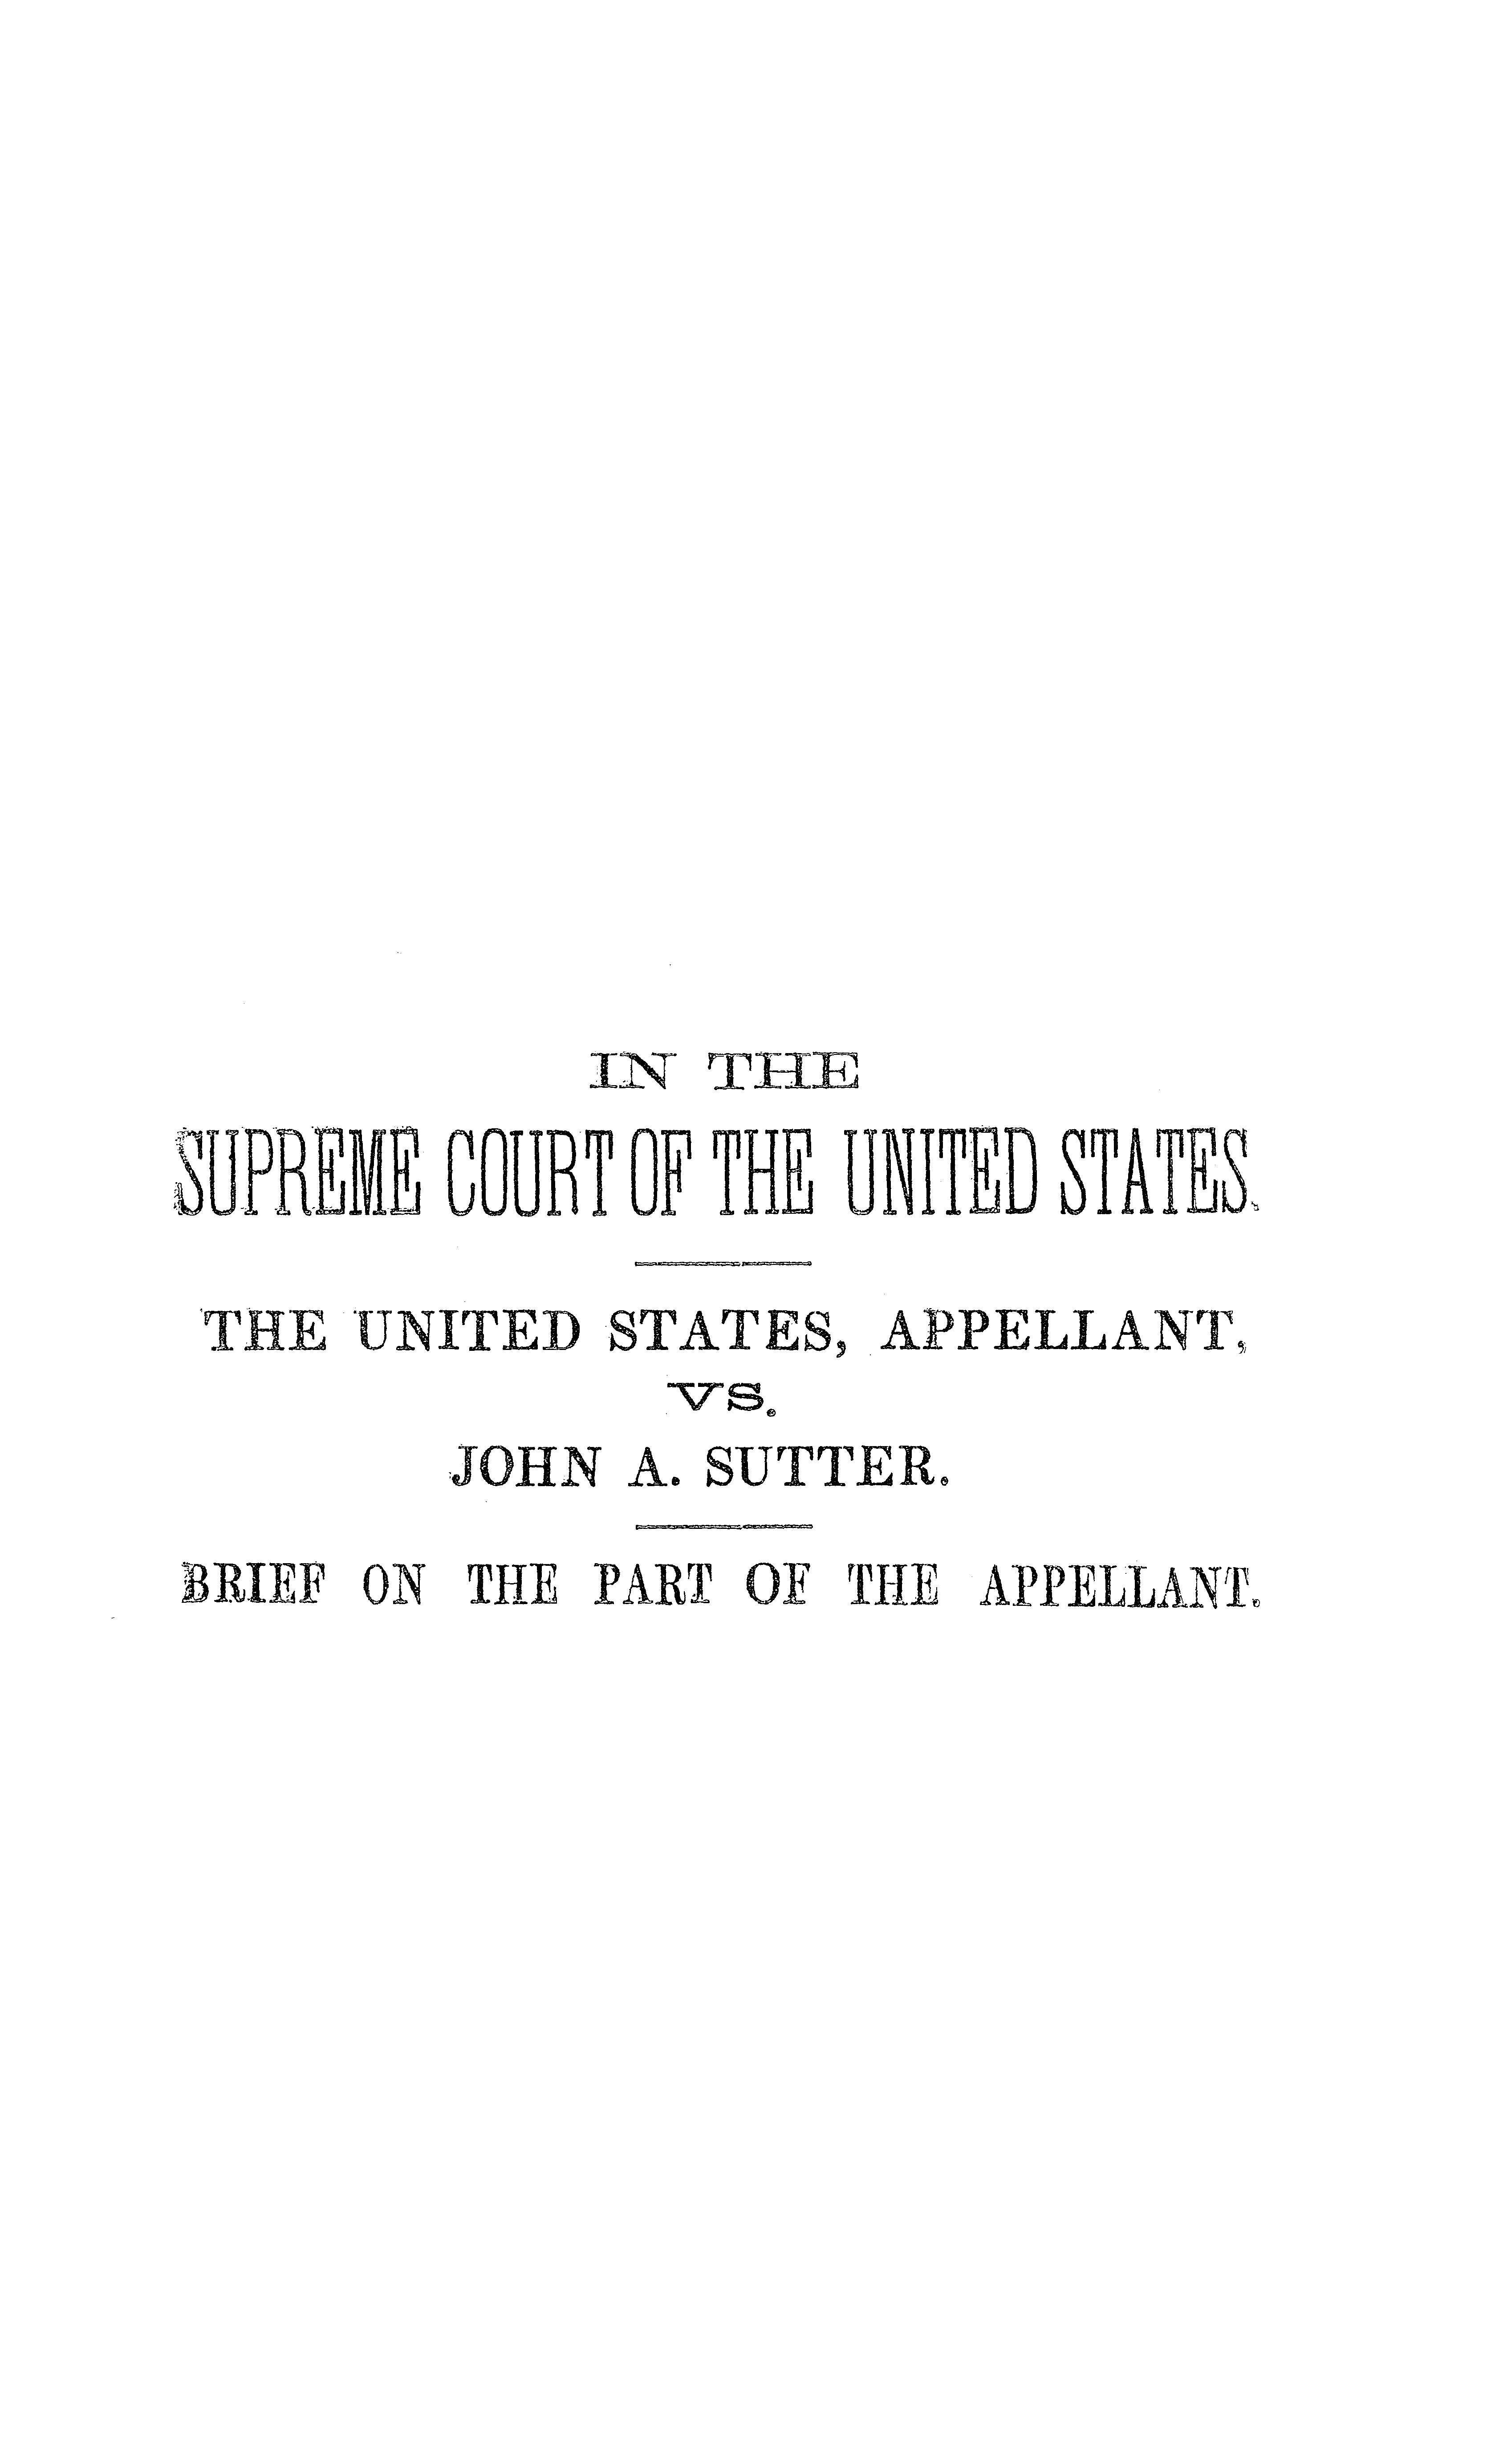 IN THE
SUPREME COURT OF THE UNITED STATES.
THE UNITED STATES, APPELLANT,
VS.
JOHN A. SUTTER.
BRIEF ON THE PART OF THE APPELLANT.